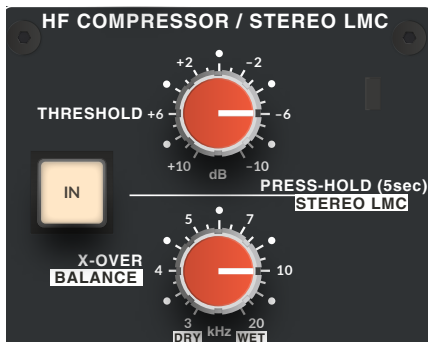 HF COMPRESSOR / STEREO LMC
+2 -2
THRESHOLD +6 -6
+10 -10
dB
IN
PRESS-HOLD (5sec)
STEREO LMC
5 7
X-OVER
BALANCE
4 10
3 kHz 20
DRY WET